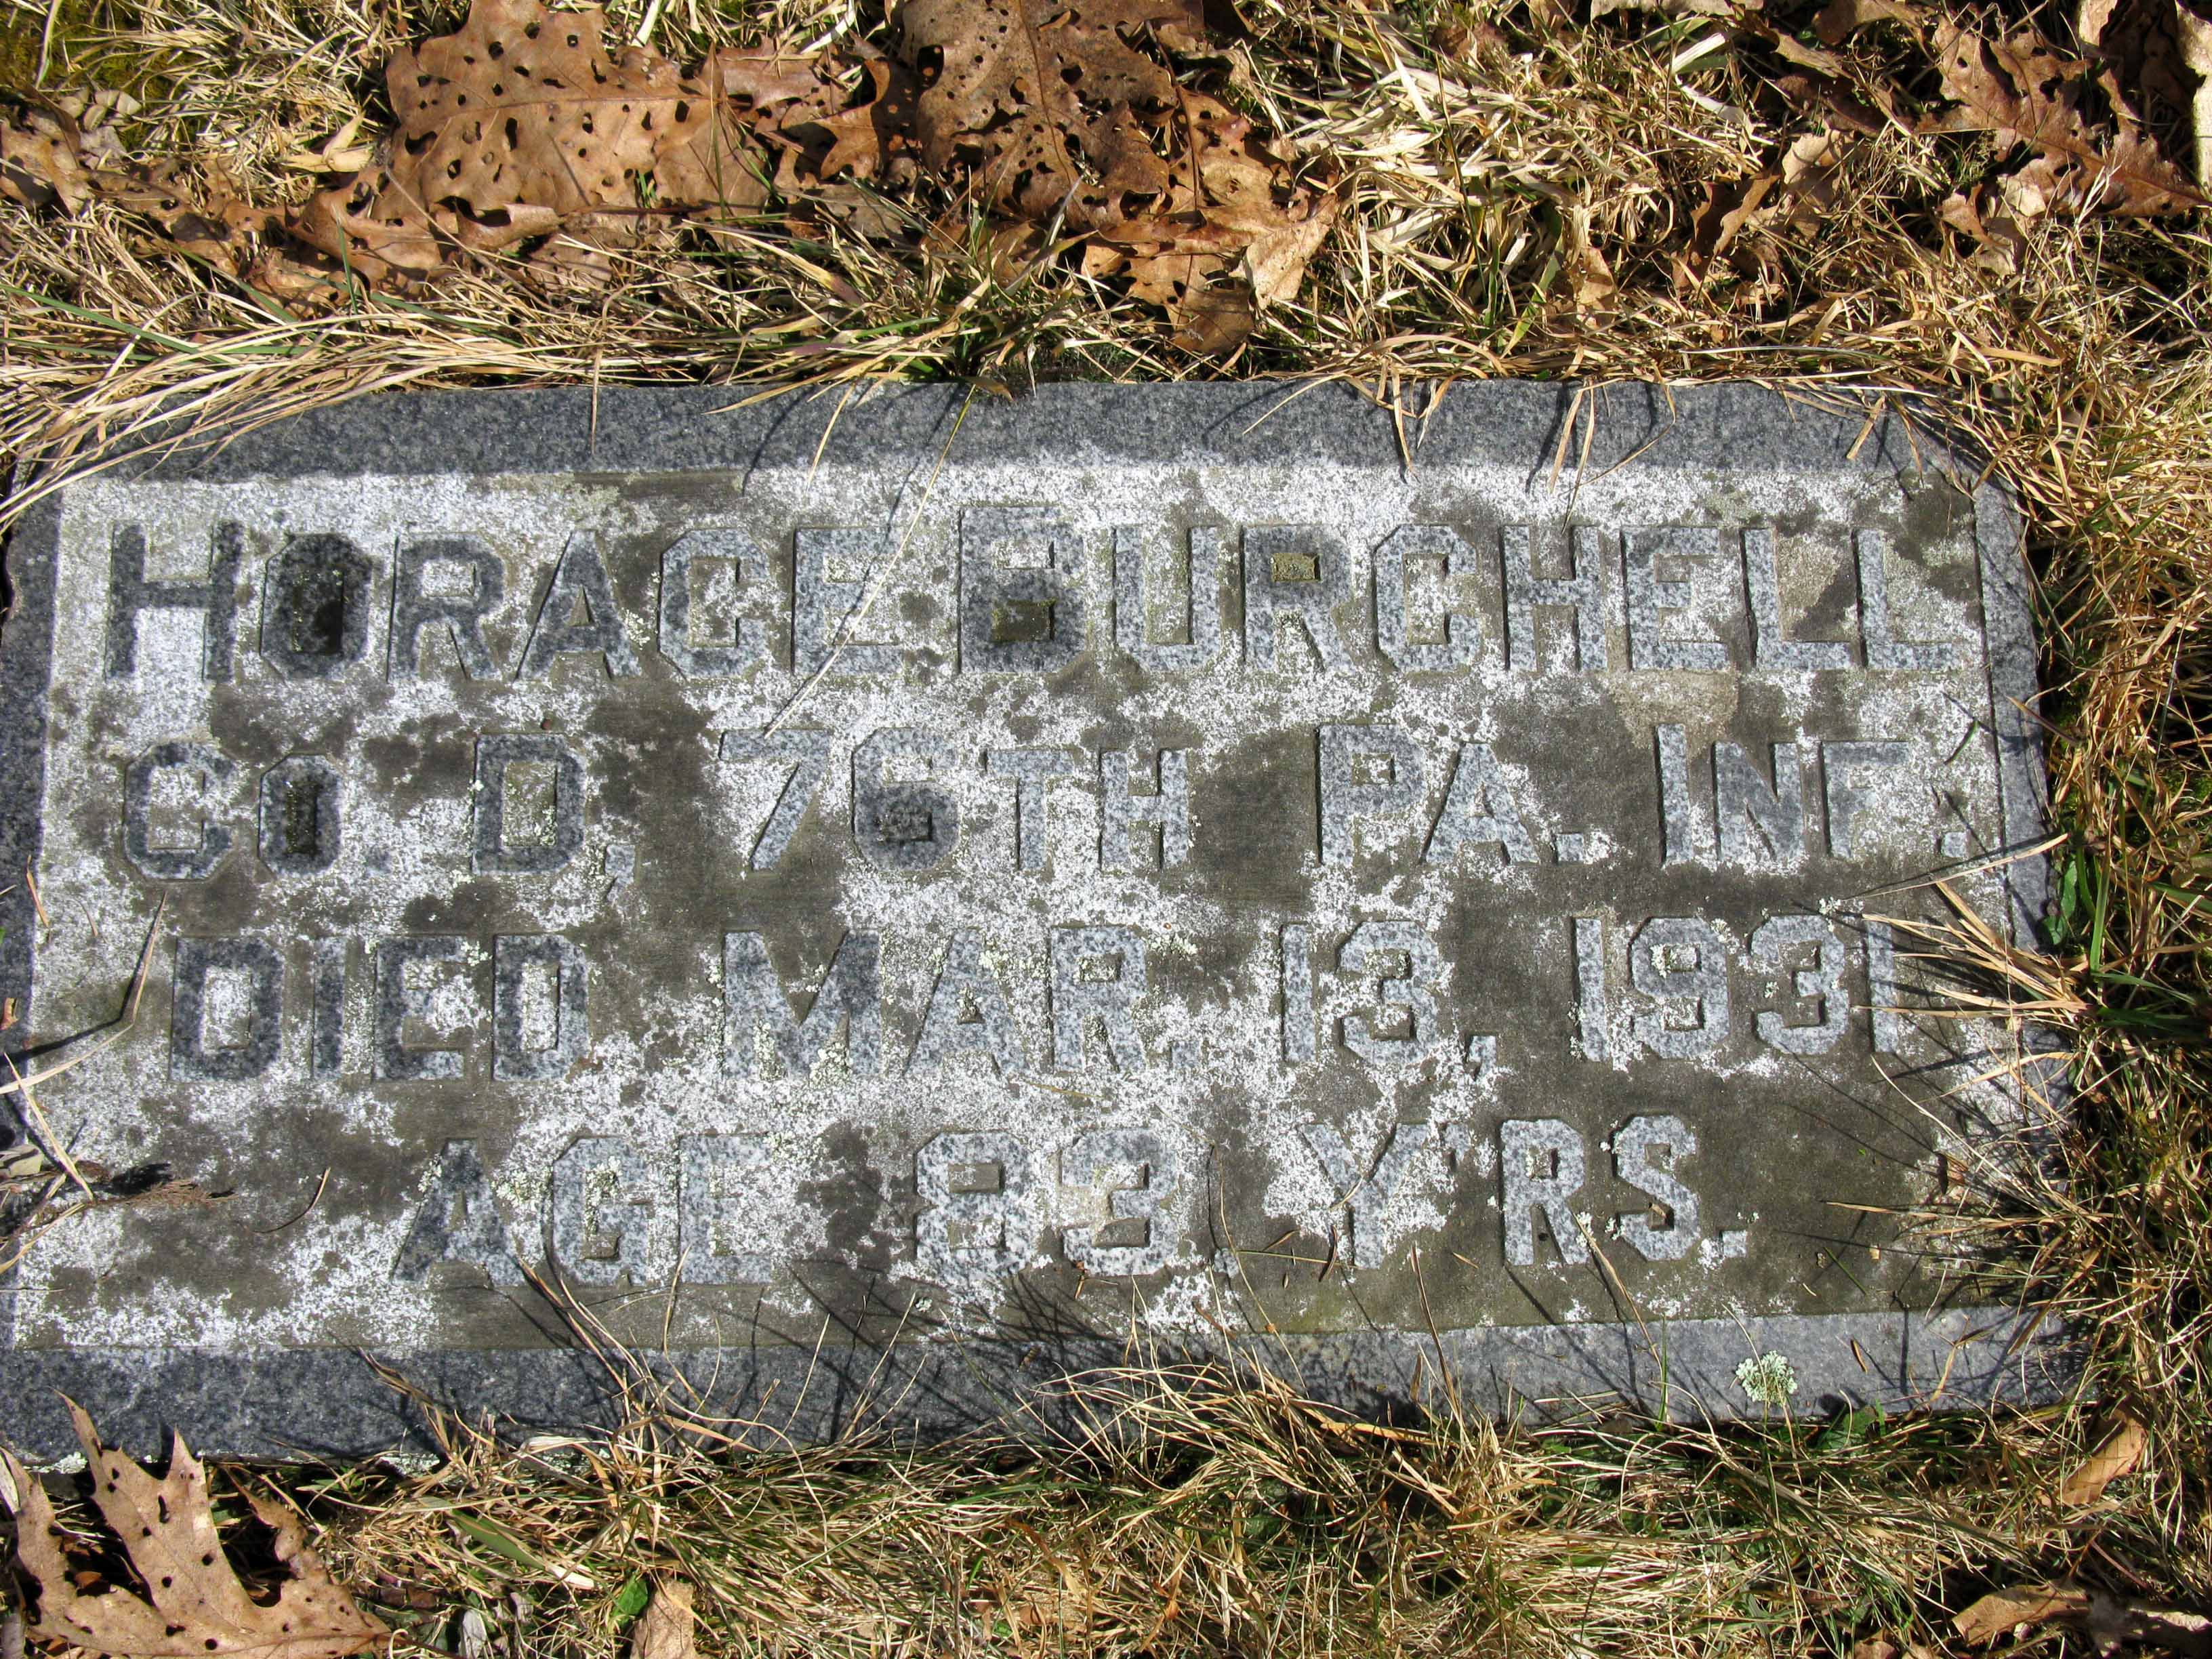 HORACE BURCHELL
CO. D, 76TH PA. INF.
DIED MAR. 13, 1931
AGE 83 Y'RS.